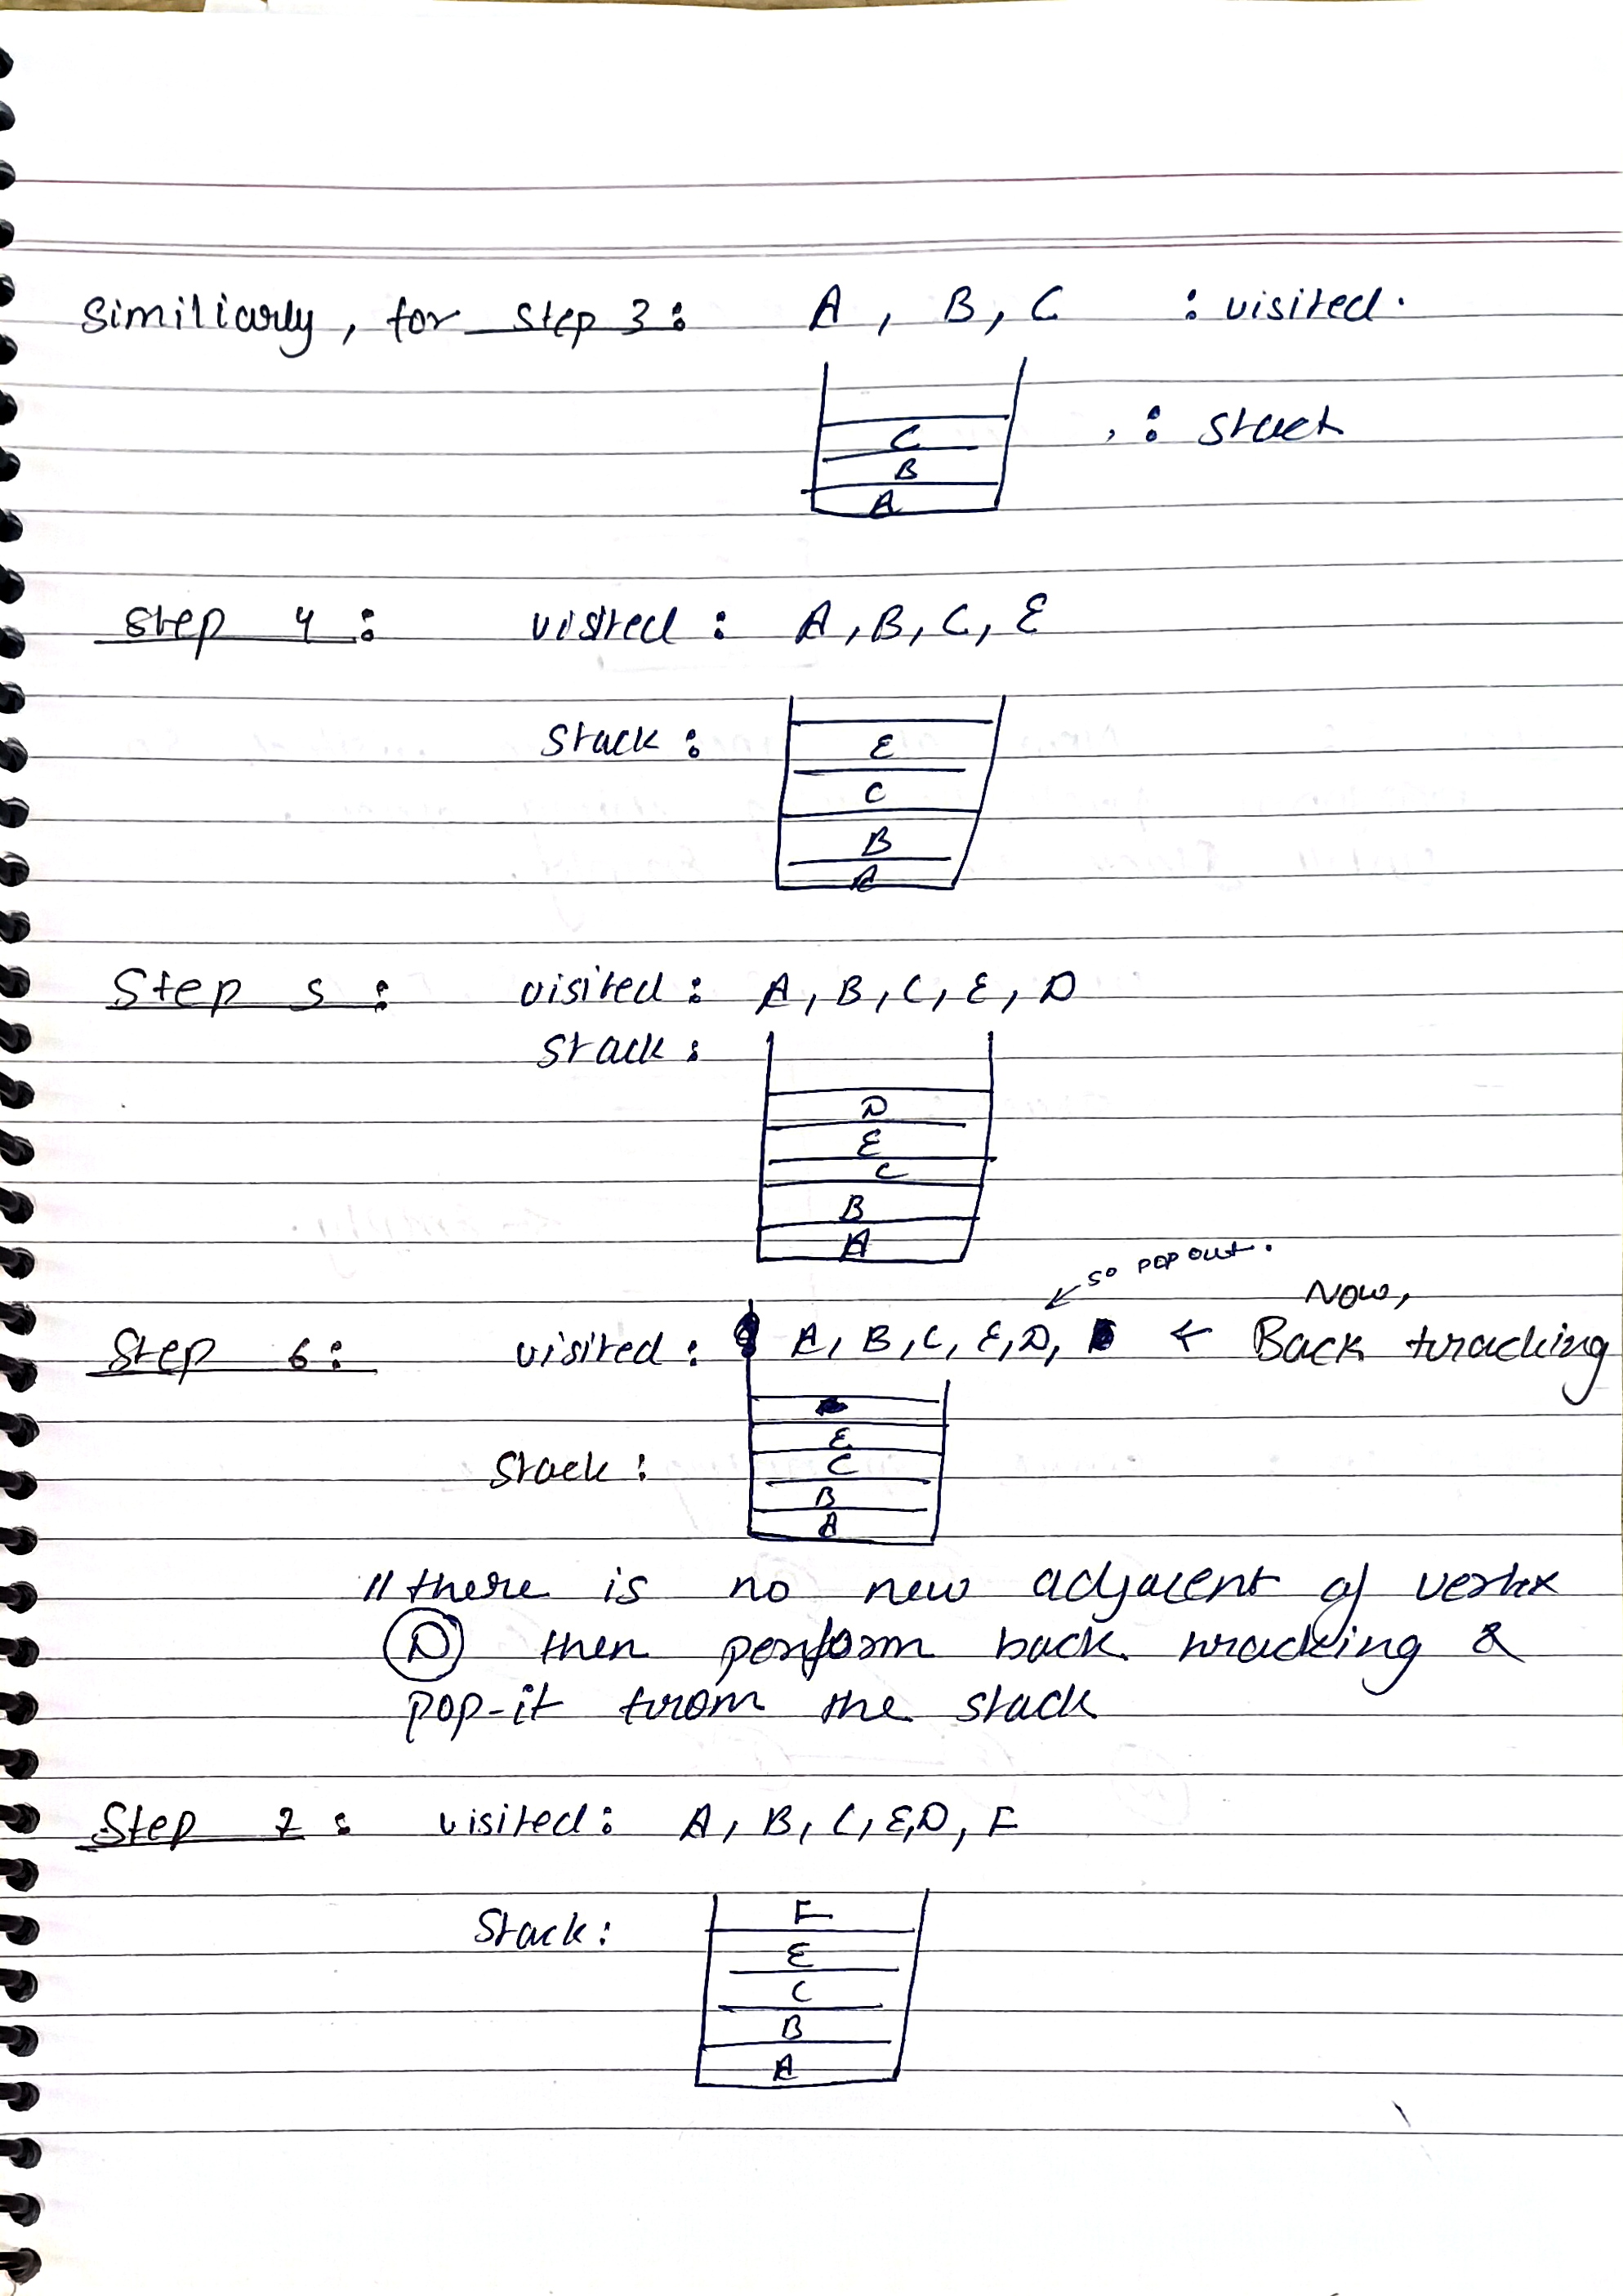 Similiarly, for step 3: A, B, C : visited.
C
B
A
, : stack
step 4: visited: A, B, C, E
Stack:
E
C
B
A
Step 5: visited: A, B, C, E, D
stack:
D
E
C
B
A
so pop out.
Now,
Step 6: visited: A, B, C, E, D, ← Back tracking
Stack:
E
C
B
A
// there is no new adjacent of vertex
D then perform back tracking &
pop-it from the stack
Step 7: visited: A, B, C, E, D, F
Stack:
F
E
C
B
A